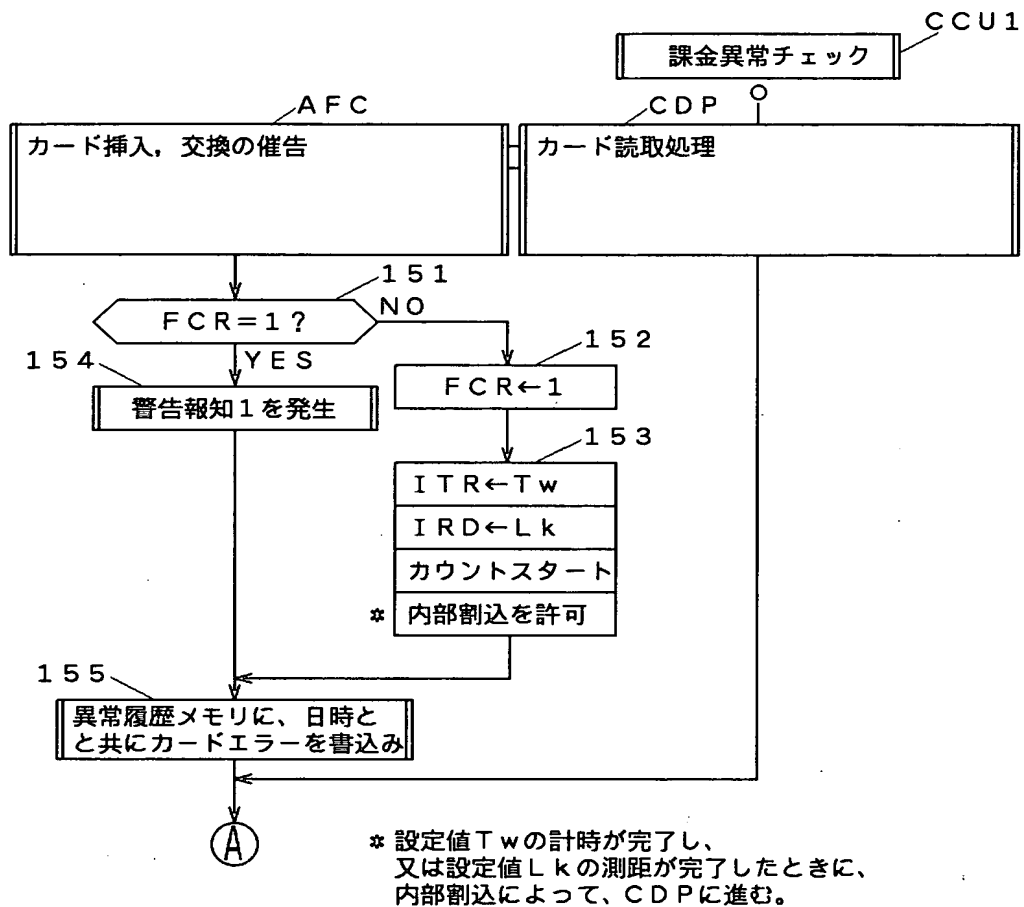 CCU1
課金異常チェック
AFC
CDP
カード挿入，交換の催告
カード読取処理
151
FCR＝1？
NO
YES
152
FCR←1
154
警告報知1を発生
153
ITR←Tw
IRD←Lk
カウントスタート
* 内部割込を許可
155
異常履歴メモリに、日時と
と共にカードエラーを書込み
A
* 設定値Twの計時が完了し、
又は設定値Lkの測距が完了したときに、
内部割込によって、CDPに進む。